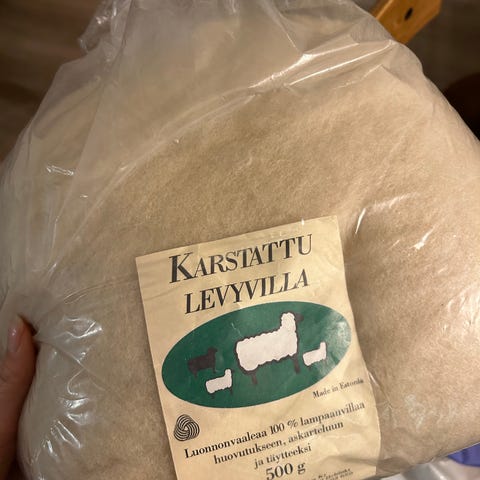 KARSTATTU
LEVYVILLA
Made in Estonia
Luonnonvaaleaa 100 % lampaanvillaa
huovutukseen, askarteluun
ja täytteeksi
500 g